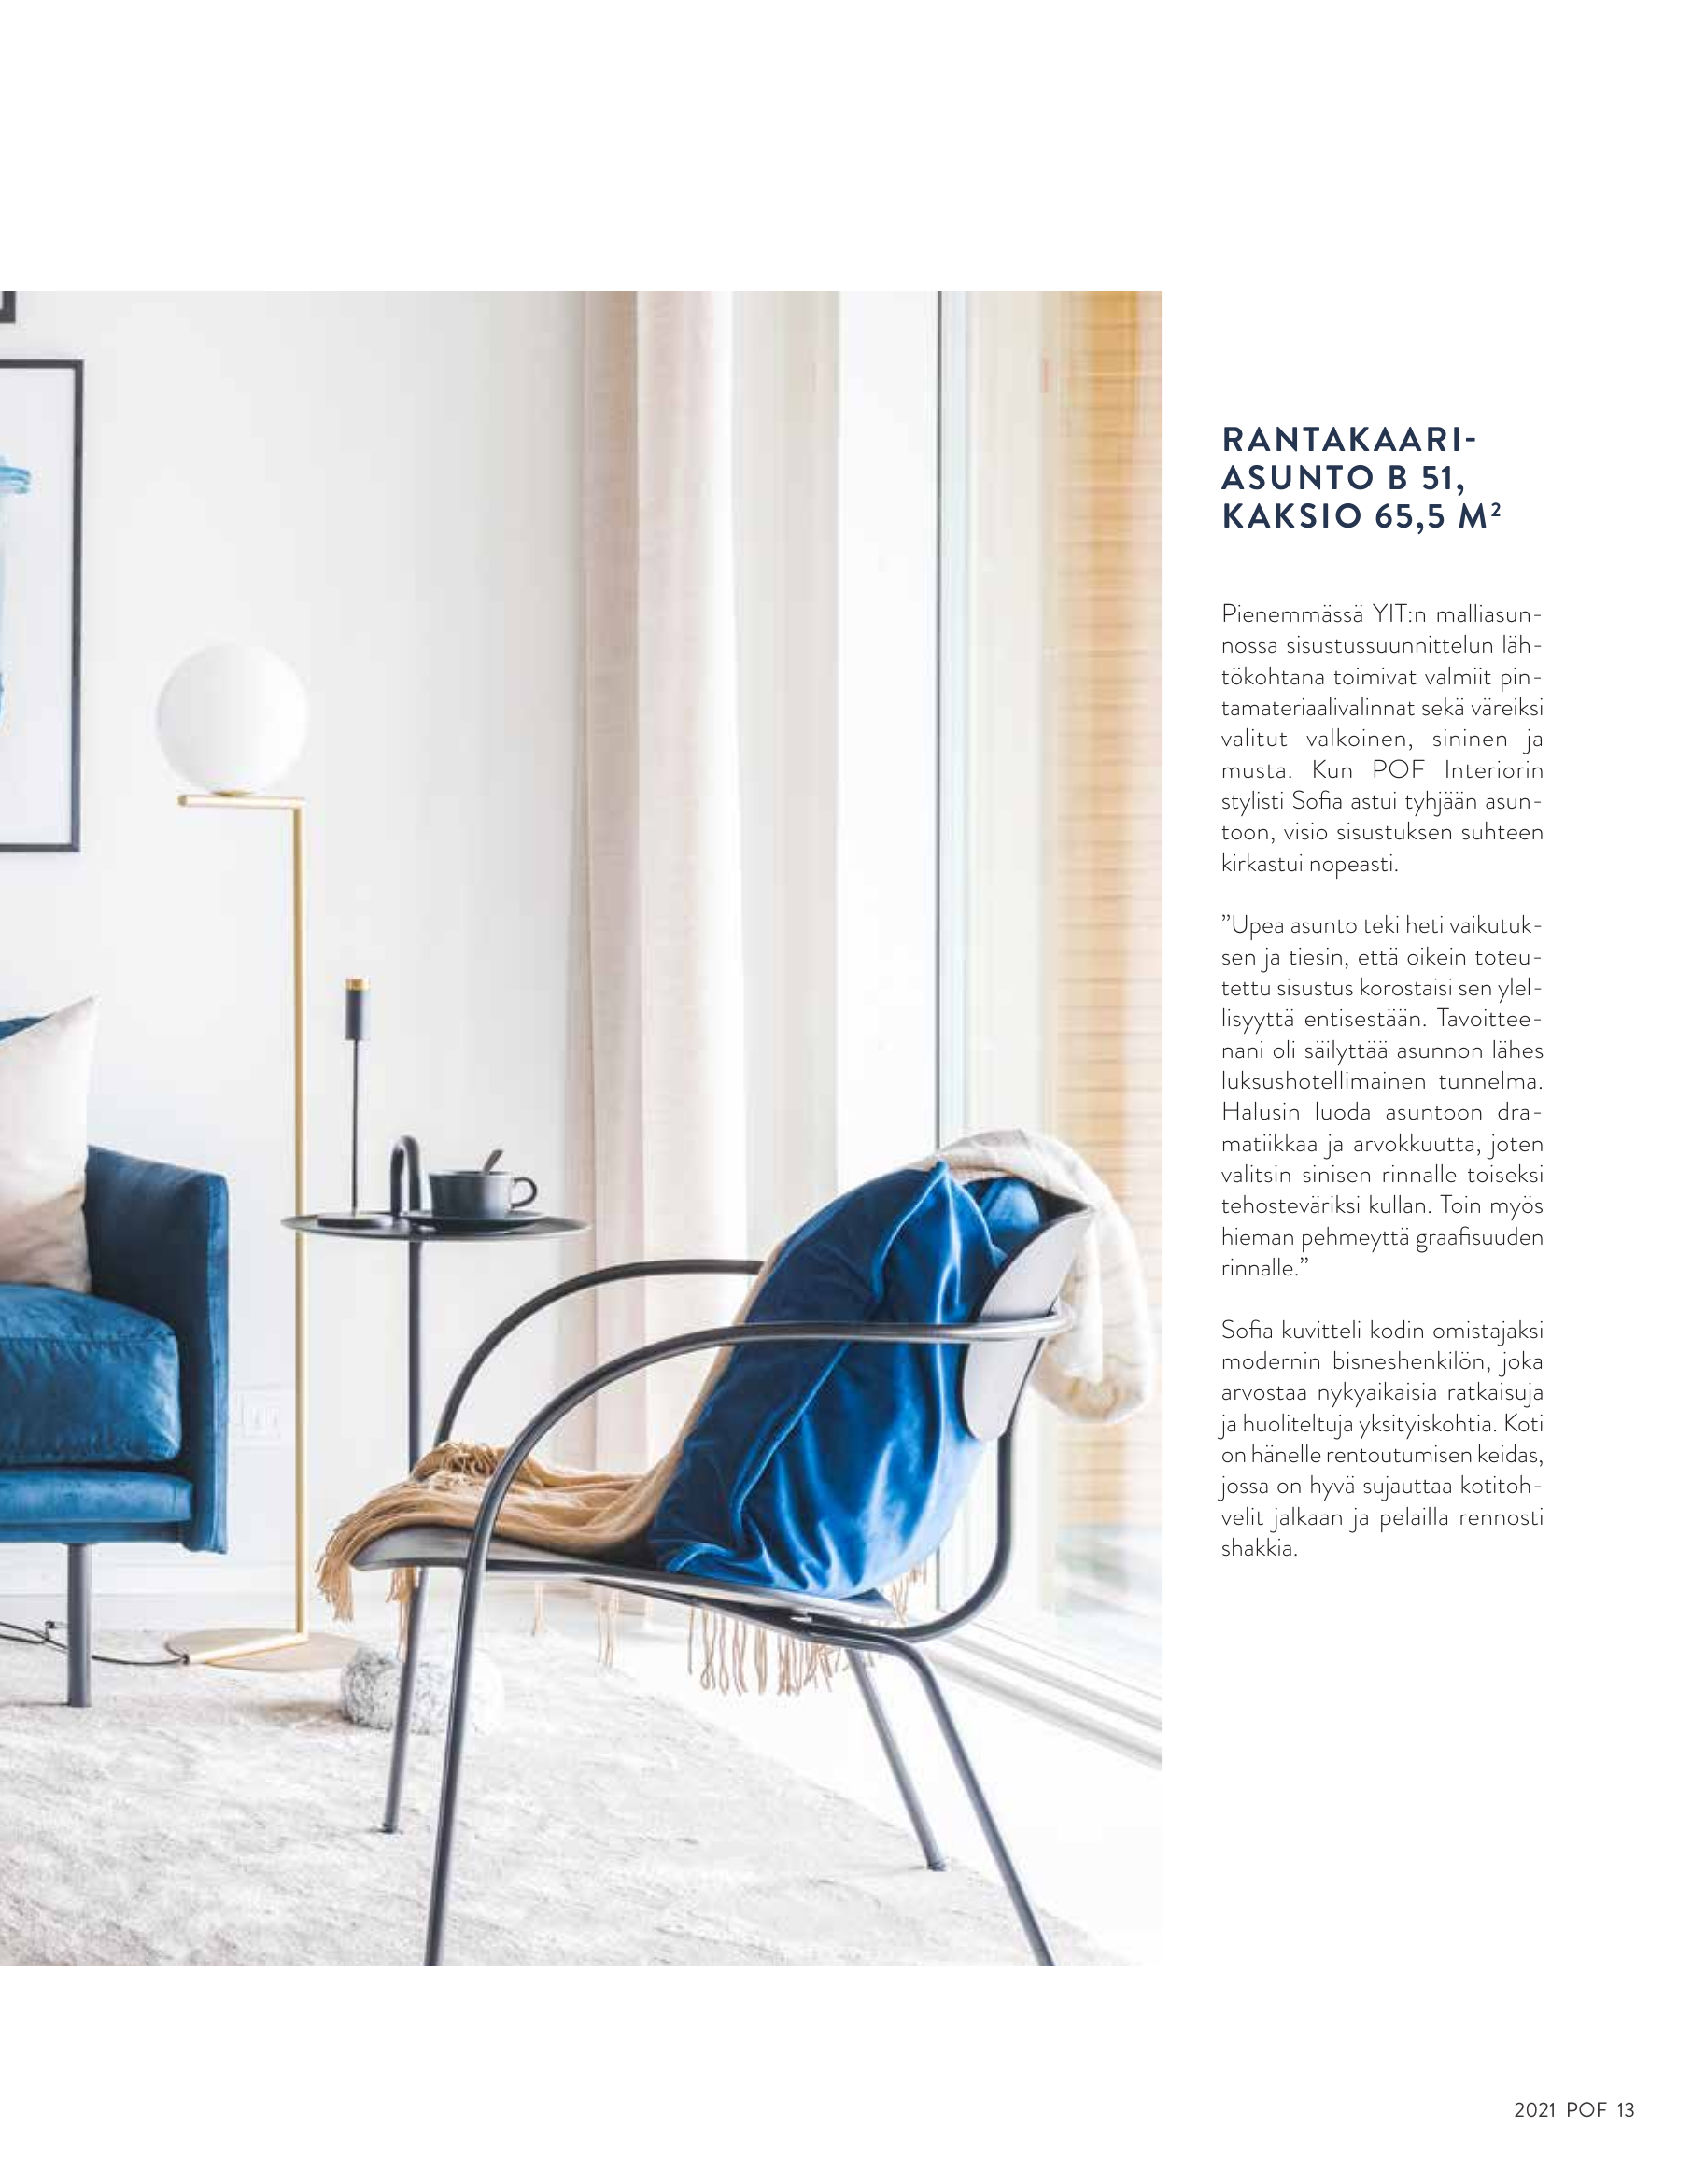 RANTAKAARI-
ASUNTO B 51,
KAKSIO 65,5 M²
Pienemmässä YIT:n malliasun-
nossa sisustussuunnittelun läh-
tökohtana toimivat valmiit pin-
tamateriaalivalinnat sekä väreiksi
valitut valkoinen, sininen ja
musta. Kun POF Interiorin
stylisti Sofia astui tyhjään asun-
toon, visio sisustuksen suhteen
kirkastui nopeasti.
”Upea asunto teki heti vaikutuk-
sen ja tiesin, että oikein toteu-
tettu sisustus korostaisi sen ylel-
lisyyttä entisestään. Tavoittee-
nani oli säilyttää asunnon lähes
luksushotellimainen tunnelma.
Halusin luoda asuntoon dra-
matiikkaa ja arvokkuutta, joten
valitsin sinisen rinnalle toiseksi
tehosteväriksi kullan. Toin myös
hieman pehmeyttä graafisuuden
rinnalle.”
Sofia kuvitteli kodin omistajaksi
modernin bisneshenkilön, joka
arvostaa nykyaikaisia ratkaisuja
ja huoliteltuja yksityiskohtia. Koti
on hänelle rentoutumisen keidas,
jossa on hyvä sujauttaa kotitoh-
velit jalkaan ja pelailla rennosti
shakkia.
2021 POF 13